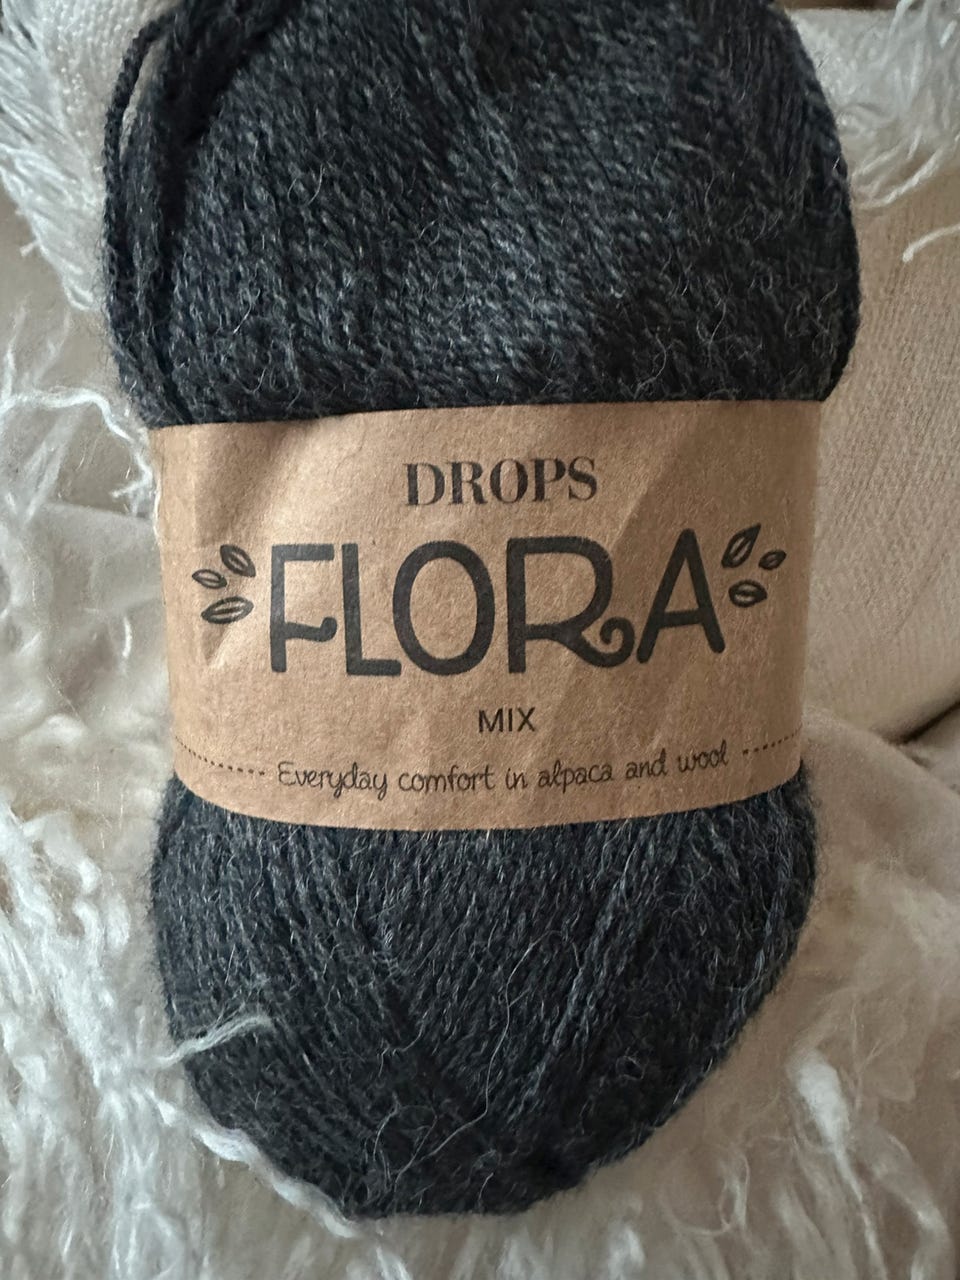 DROPS
FLORA
MIX
Everyday comfort in alpaca and wool